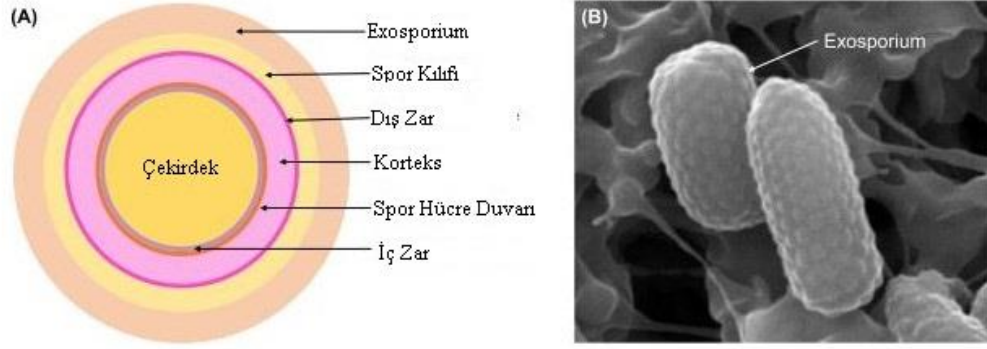 (A)
Exosporium
Spor Kılıfı
Dış Zar
Çekirdek
Korteks
Spor Hücre Duvarı
İç Zar
(B)
Exosporium